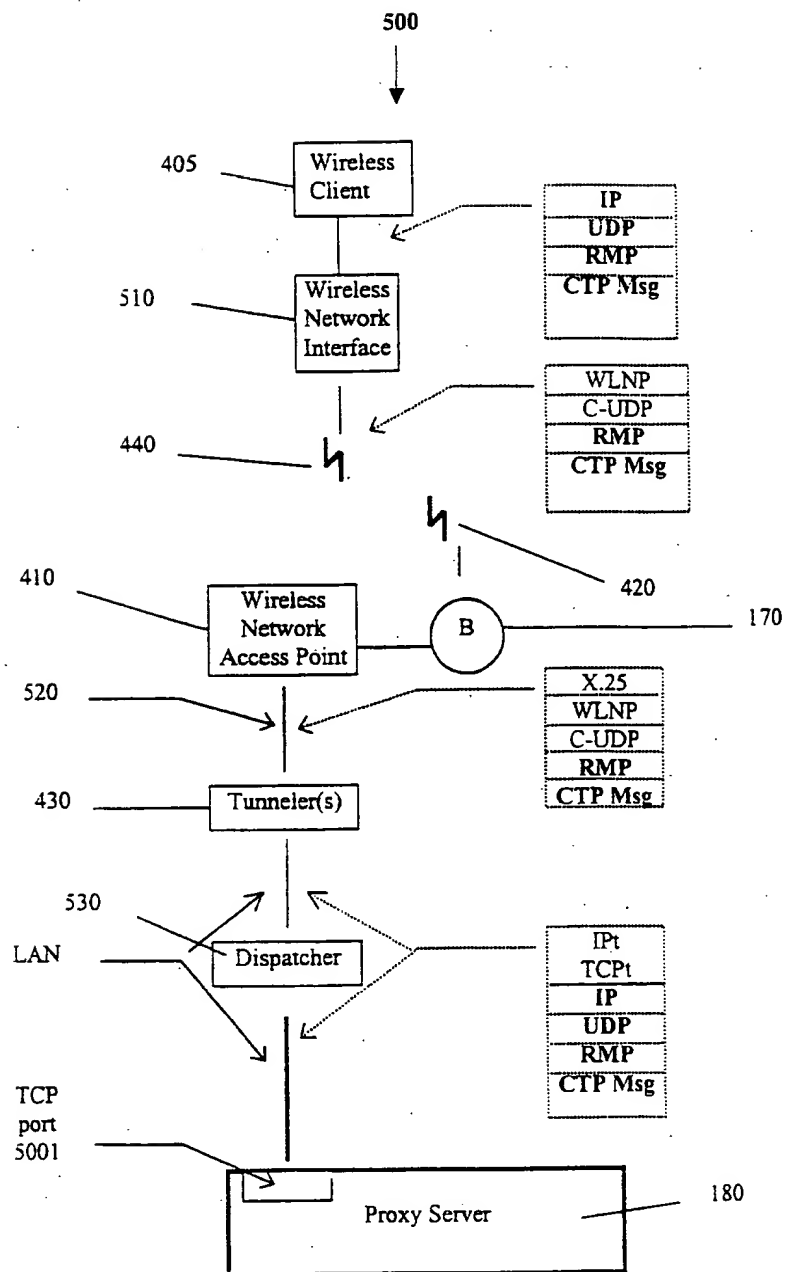 500
405
Wireless
Client
IP
UDP
RMP
CTP Msg
510
Wireless
Network
Interface
WLNP
C-UDP
RMP
CTP Msg
440
420
410
Wireless
Network
Access Point
B
170
520
X.25
WLNP
C-UDP
RMP
CTP Msg
430
Tunneler(s)
530
LAN
Dispatcher
IPt
TCPt
IP
UDP
RMP
CTP Msg
TCP
port
5001
Proxy Server
180